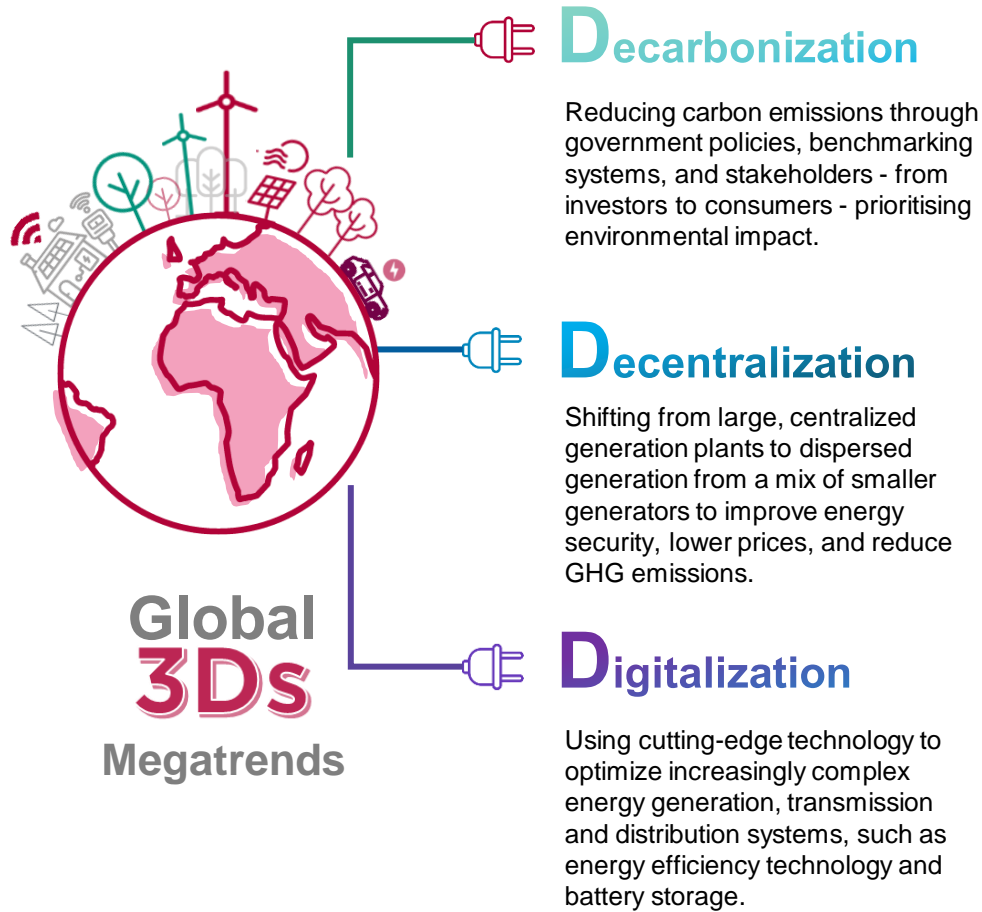 Decarbonization
Reducing carbon emissions through
government policies, benchmarking
systems, and stakeholders - from
investors to consumers - prioritising
environmental impact.
Decentralization
Shifting from large, centralized
generation plants to dispersed
generation from a mix of smaller
generators to improve energy
security, lower prices, and reduce
GHG emissions.
Global
3Ds
Megatrends
Digitalization
Using cutting-edge technology to
optimize increasingly complex
energy generation, transmission
and distribution systems, such as
energy efficiency technology and
battery storage.